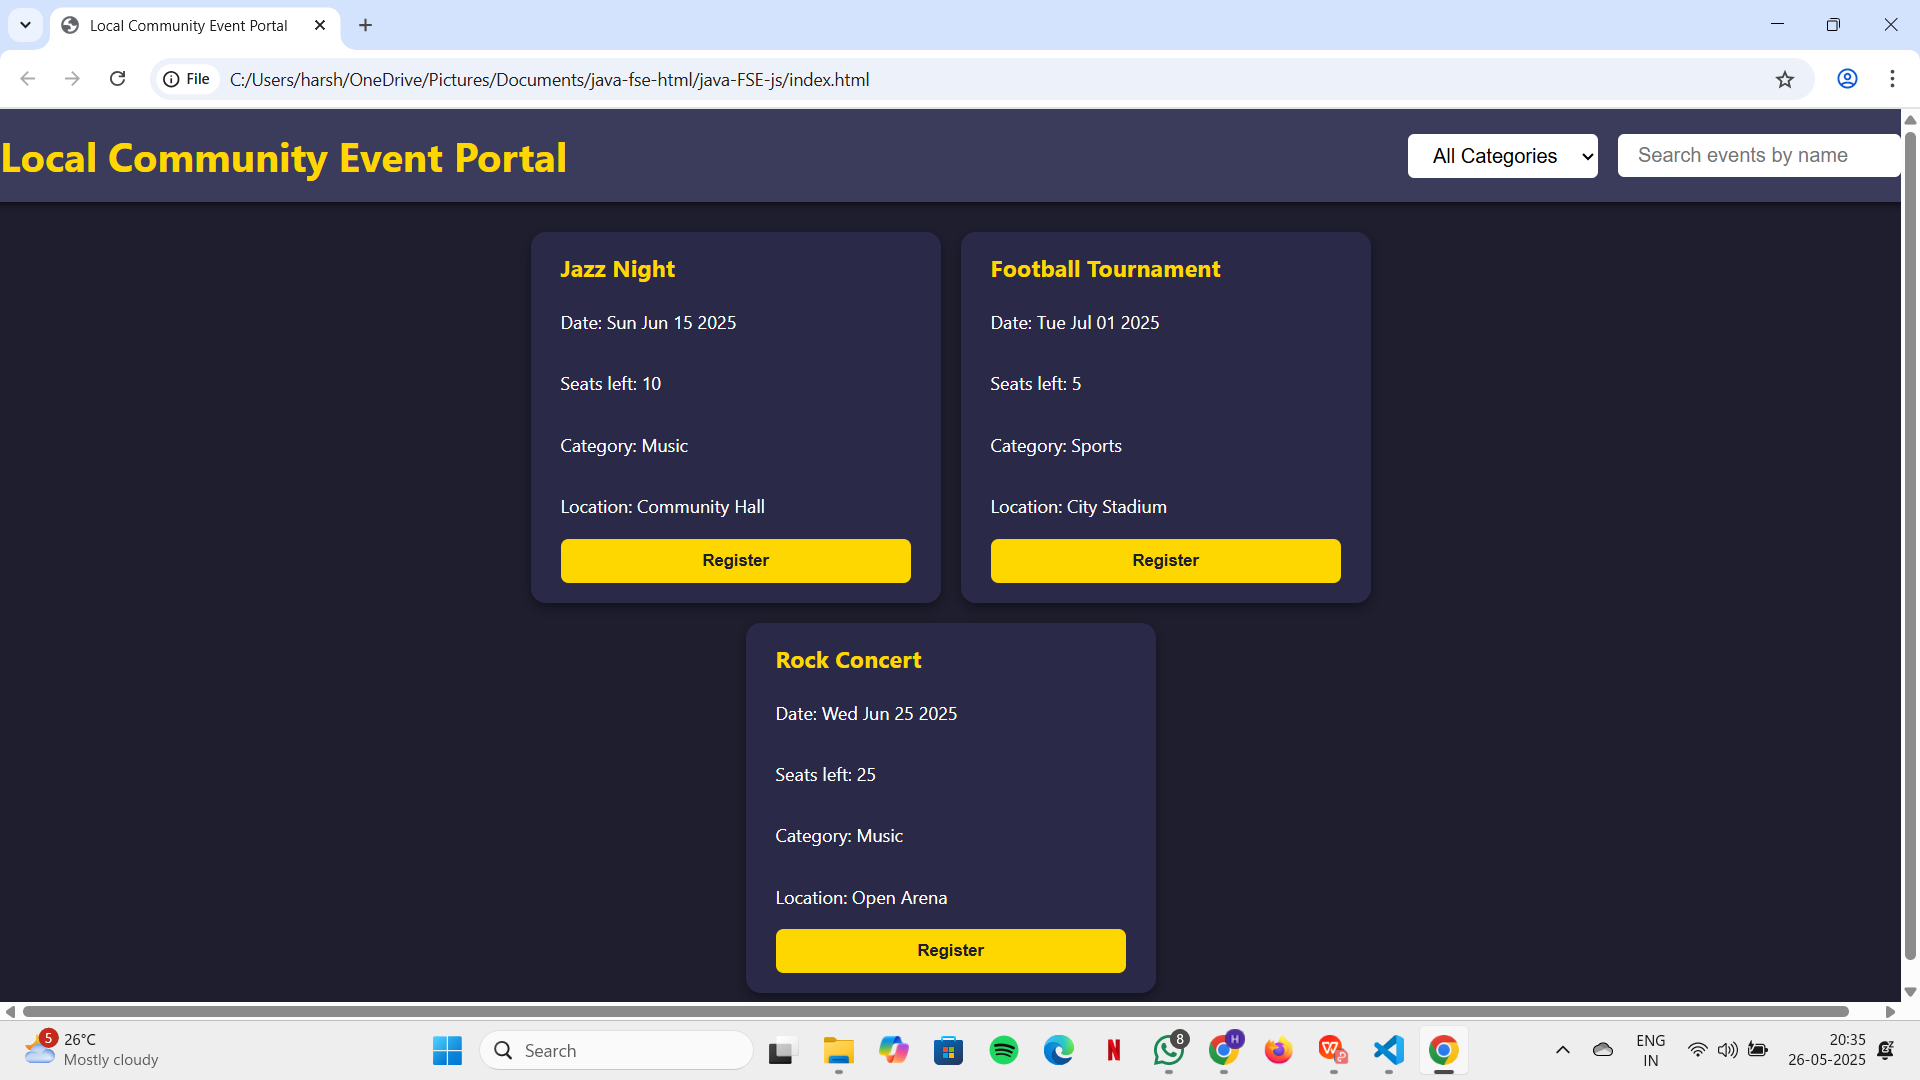 Local Community Event Portal
File
C:/Users/harsh/OneDrive/Pictures/Documents/java-fse-html/java-FSE-js/index.html
Local Community Event Portal
All Categories
Search events by name
Jazz Night
Date: Sun Jun 15 2025
Seats left: 10
Category: Music
Location: Community Hall
Register
Football Tournament
Date: Tue Jul 01 2025
Seats left: 5
Category: Sports
Location: City Stadium
Register
Rock Concert
Date: Wed Jun 25 2025
Seats left: 25
Category: Music
Location: Open Arena
Register
5
26°C
Mostly cloudy
Search
N
8
H
W
ENG
IN
20:35
26-05-2025